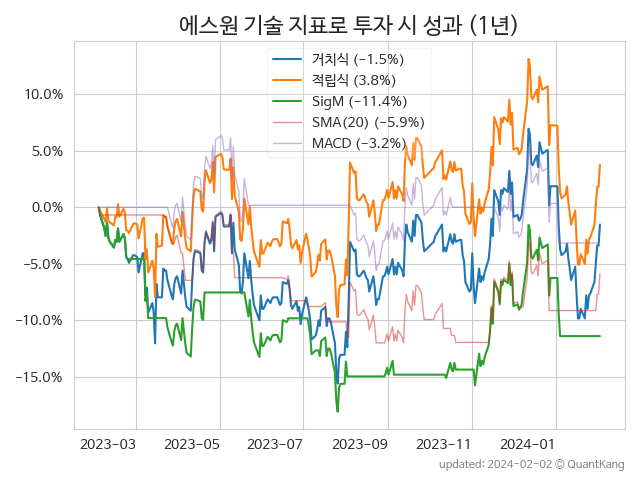 에스원 기술 지표로 투자 시 성과 (1년)
거치식 (−1.5%)
적립식 (3.8%)
SigM (−11.4%)
SMA(20) (−5.9%)
MACD (−3.2%)
10.0%
5.0%
0.0%
−5.0%
−10.0%
−15.0%
2023-03 2023-05 2023-07 2023-09 2023-11 2024-01
updated: 2024-02-02 © QuantKang